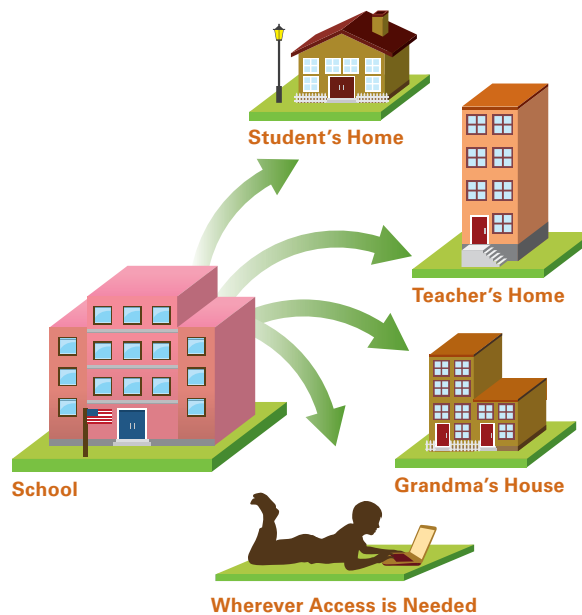 Student's Home
Teacher's Home
School
Grandma's House
Wherever Access is Needed